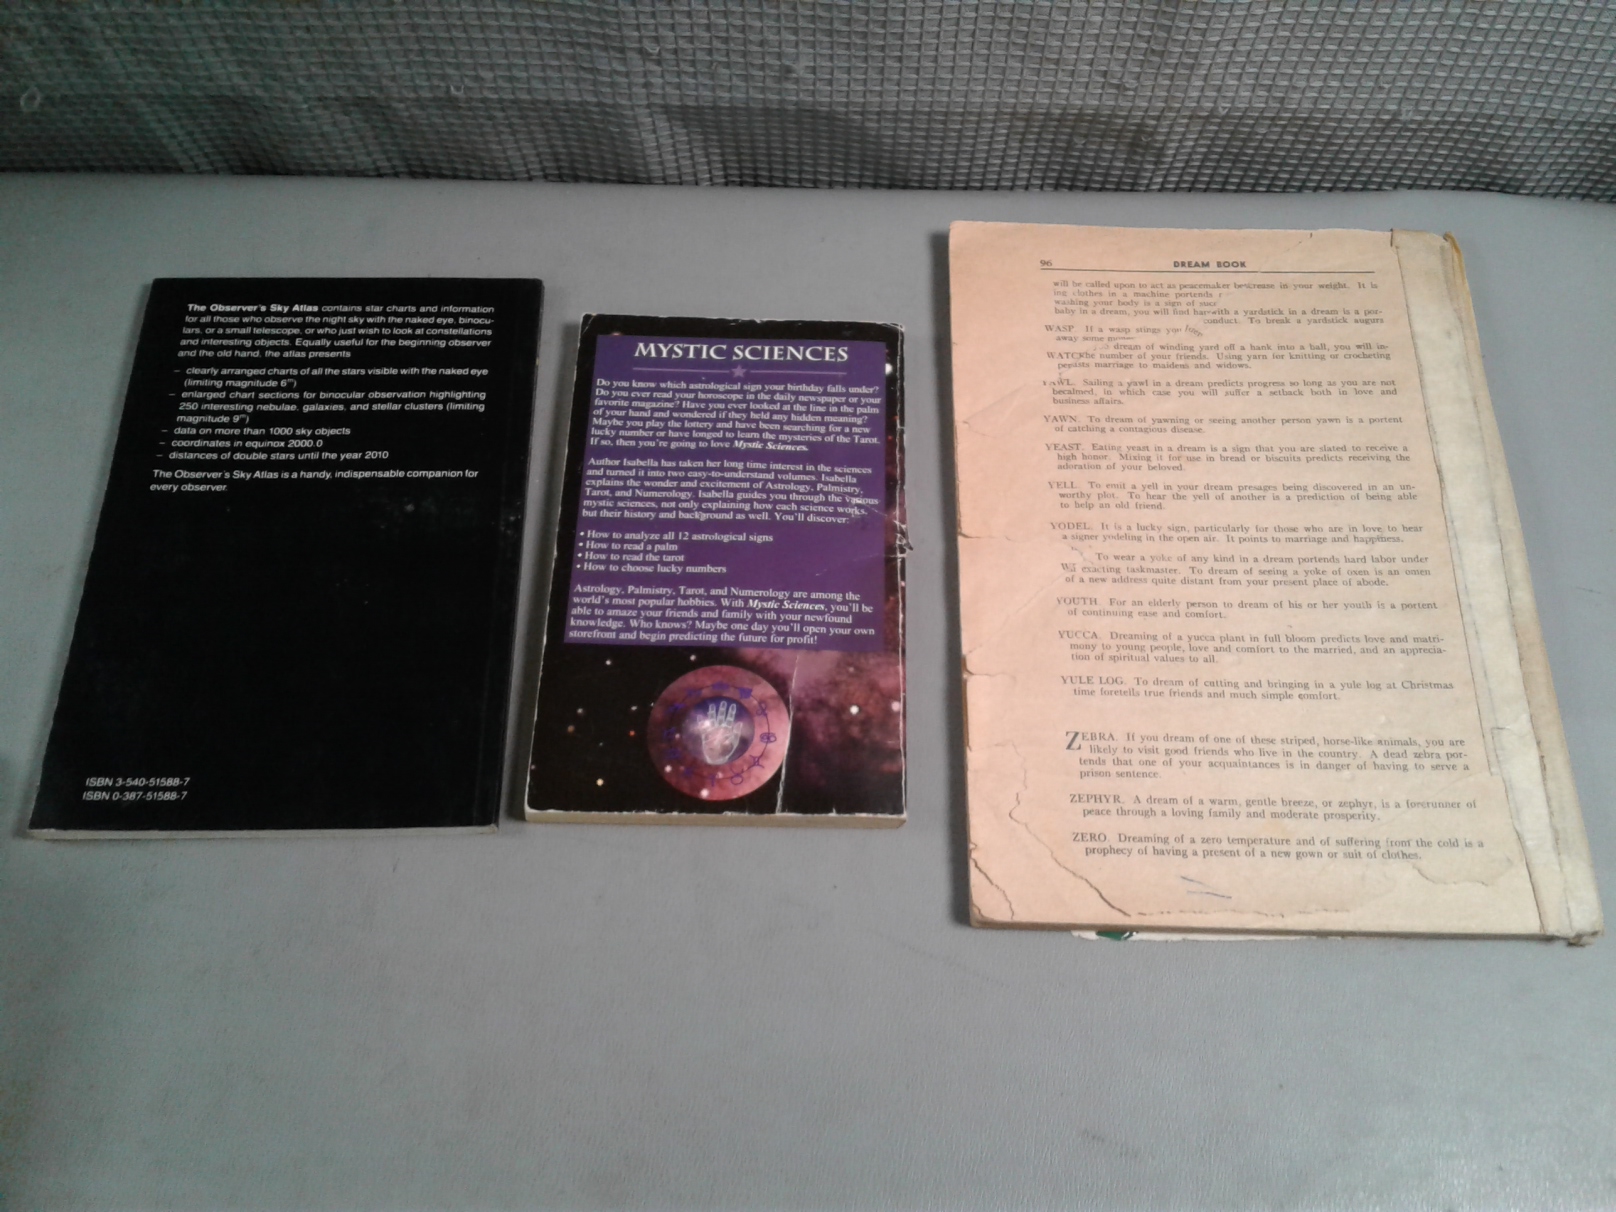 The Observer's Sky Atlas contains star charts and information
for all those who observe the night sky with the naked eye, binocu-
lars, or a small telescope, or who just wish to look at constellations
and interesting objects. Equally useful for the beginning observer
and the old hand, the atlas presents
– clearly arranged charts of all the stars visible with the naked eye
(limiting magnitude 6ᵐ)
– enlarged chart sections for binocular observation highlighting
250 interesting nebulae, galaxies, and stellar clusters (limiting
magnitude 9ᵐ)
– data on more than 1000 sky objects
– coordinates in equinox 2000.0
– distances of double stars until the year 2010
The Observer's Sky Atlas is a handy, indispensable companion for
every observer.
ISBN 3-540-51588-7
ISBN 0-387-51588-7
MYSTIC SCIENCES
Do you know which astrological sign your birthday falls under?
Do you ever read your horoscope in the daily newspaper or your
favorite magazine? Have you ever looked at the line in the palm
of your hand and wondered if they held any hidden meaning?
Maybe you play the lottery and have been searching for a new
lucky number or have longed to learn the mysteries of the Tarot.
If so, then you're going to love Mystic Sciences.
Author Isabella has taken her long time interest in the sciences
and turned it into two easy-to-understand volumes. Isabella
explains the wonder and excitement of Astrology, Palmistry,
Tarot, and Numerology. Isabella guides you through the various
mystic sciences, not only explaining how each science works,
but their history and background as well. You'll discover:
• How to analyze all 12 astrological signs
• How to read a palm
• How to read the tarot
• How to choose lucky numbers
Astrology, Palmistry, Tarot, and Numerology are among the
world's most popular hobbies. With Mystic Sciences, you'll be
able to amaze your friends and family with your newfound
knowledge. Who knows? Maybe one day you'll open your own
storefront and begin predicting the future for profit!
96 DREAM BOOK
will be called upon to act as peacemaker be crease in your weight. It is
ing clothes in a machine portends
washing your body is a sign of
baby in a dream, you will find with a yardstick in a dream is a por-
conduct. To break a yardstick augurs
WASP. If a wasp stings you
away some
dream of winding yard off a hank into a ball, you will in-
WATCH the number of your friends. Using yarn for knitting or crocheting
marriage to maidens and widows.
Sailing a yawl in a dream predicts progress so long as you are not
becalmed, in which case you will suffer a setback both in love and
business affairs.
YAWN. To dream of yawning or seeing another person yawn is a portent
of catching a contagious disease.
YEAST. Eating yeast in a dream is a sign that you are slated to receive a
high honor. Mixing it for use in bread or biscuits predicts receiving the
adoration of your beloved.
YELL. To emit a yell in your dream presages being discovered in an un-
worthy plot. To hear the yell of another is a prediction of being able
to help an old friend.
YODEL. It is a lucky sign, particularly for those who are in love to hear
a signer yodeling in the open air. It points to marriage and happiness.
To wear a yoke of any kind in a dream portends hard labor under
exacting taskmaster. To dream of seeing a yoke of oxen is an omen
of a new address quite distant from your present place of abode.
YOUTH. For an elderly person to dream of his or her youth is a portent
of continuing ease and comfort.
YUCCA. Dreaming of a yucca plant in full bloom predicts love and matri-
mony to young people, love and comfort to the married, and an apprecia-
tion of spiritual values to all.
YULE LOG. To dream of cutting and bringing in a yule log at Christmas
time foretells true friends and much simple comfort.
ZEBRA. If you dream of one of these striped, horse-like animals, you are
likely to visit good friends who live in the country. A dead zebra por-
tends that one of your acquaintances is in danger of having to serve a
prison sentence.
ZEPHYR. A dream of a warm, gentle breeze, or zephyr, is a forerunner of
peace through a loving family and moderate prosperity.
ZERO. Dreaming of a zero temperature and of suffering from the cold is a
prophecy of having a present of a new gown or suit of clothes.